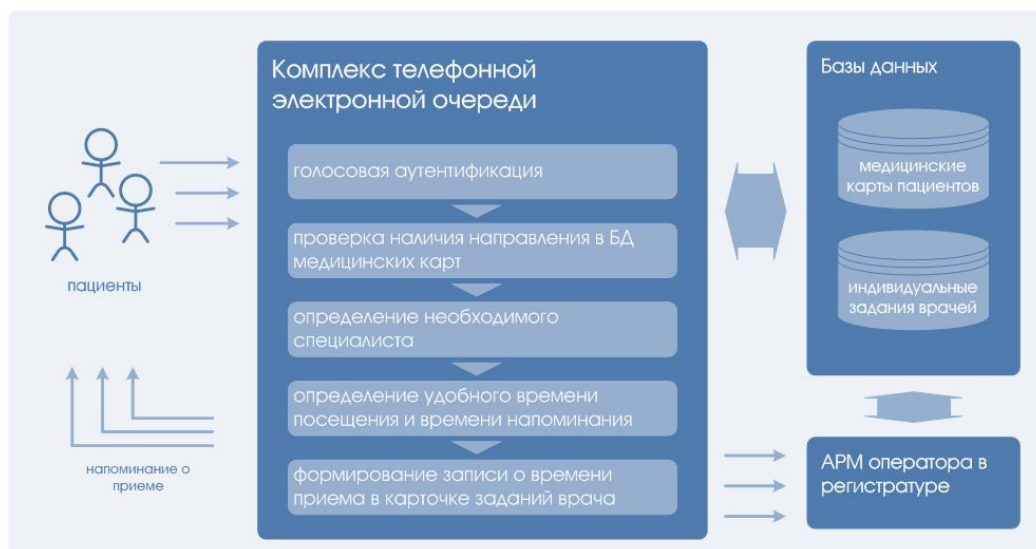 Комплекс телефонной
электронной очереди
голосовая аутентификация
проверка наличия направления в БД
медицинских карт
определение необходимого
специалиста
определение удобного времени
посещения и времени напоминания
формирование записи о времени
приема в карточке заданий врача
пациенты
напоминание о
приеме
Базы данных
медицинские
карты пациентов
индивидуальные
задания врачей
АРМ оператора в
регистратуре